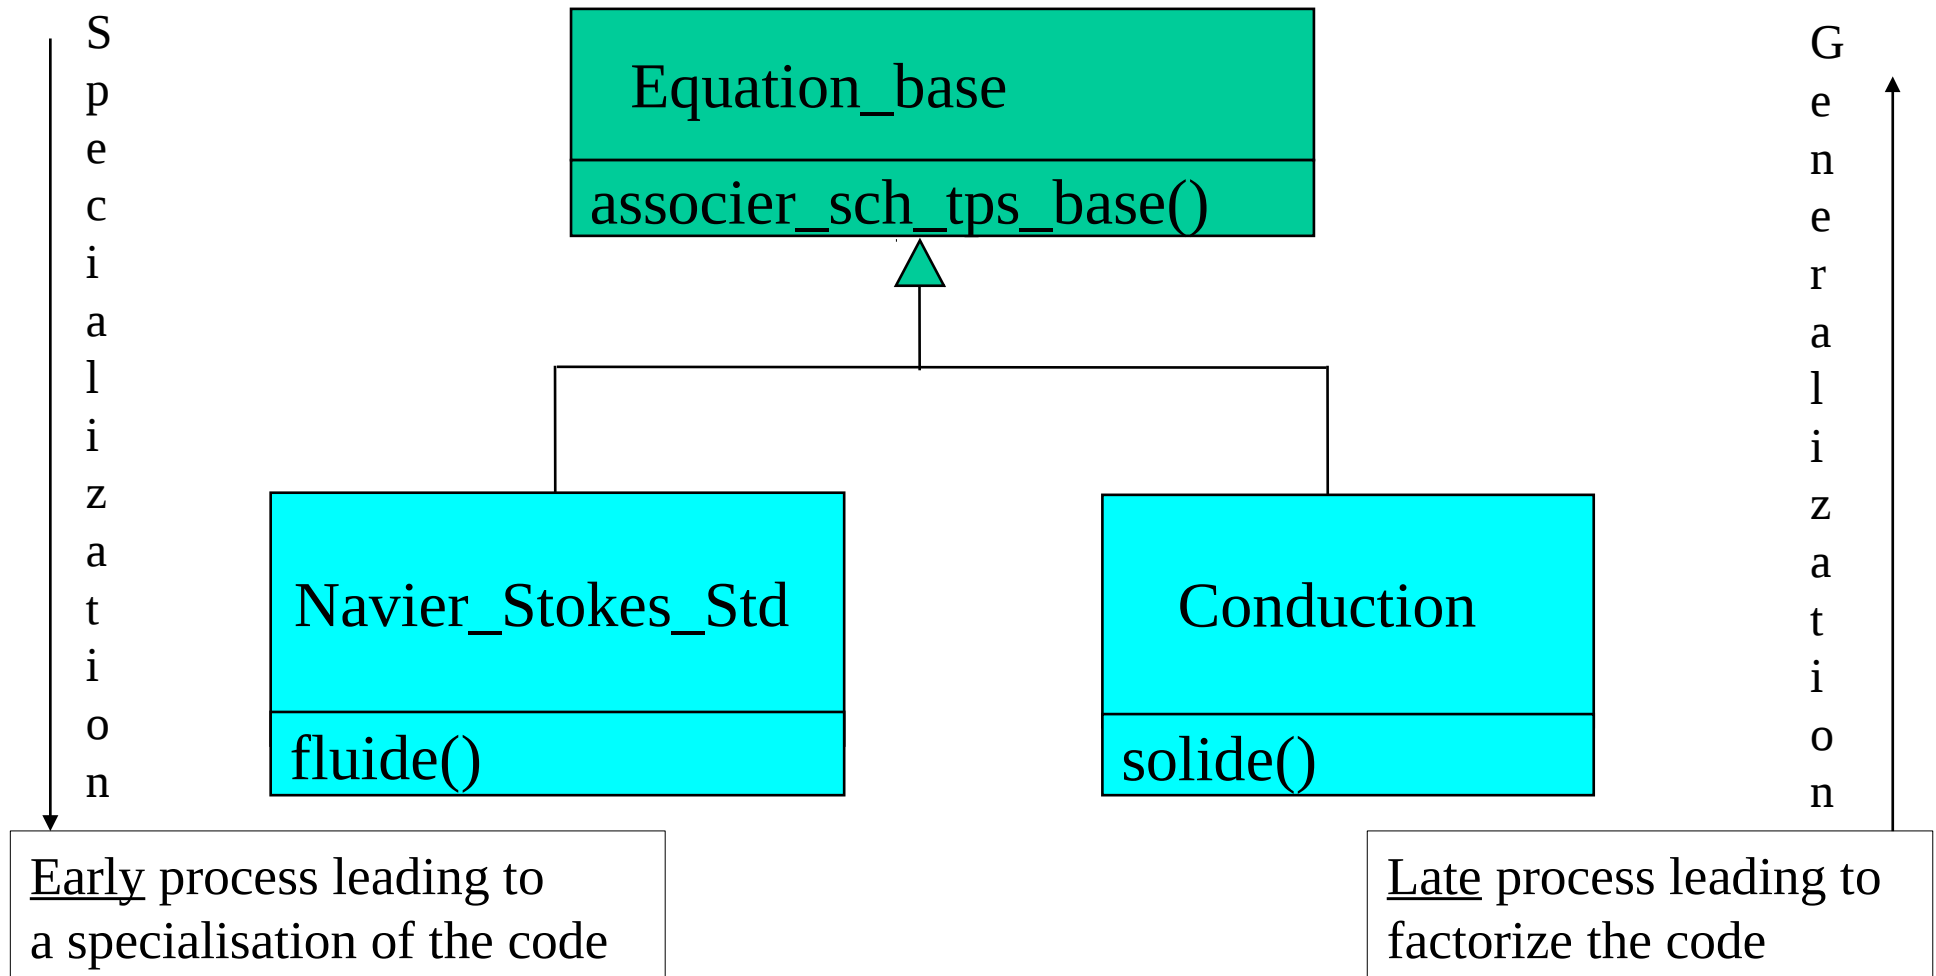 Specialization
Equation_base
associer_sch_tps_base()
Navier_Stokes_Std
fluide()
Conduction
solide()
Generalization
Early process leading to
a specialisation of the code
Late process leading to
factorize the code